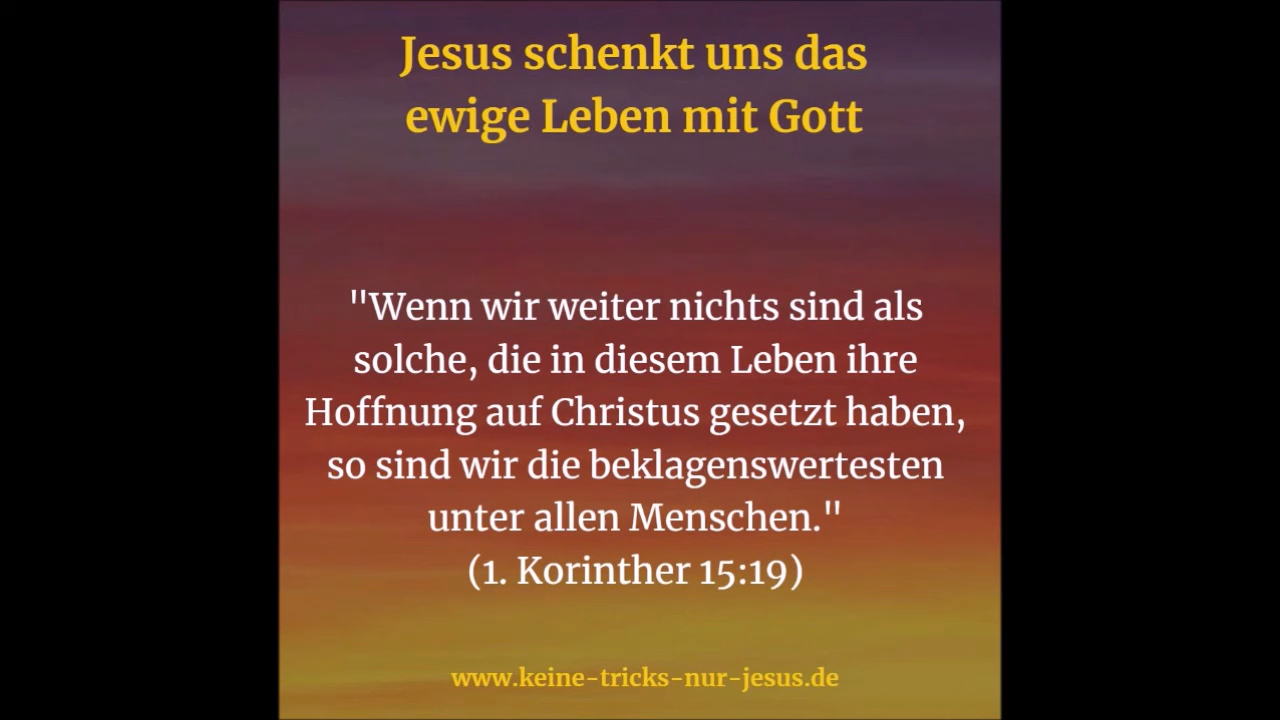 Jesus schenkt uns das
ewige Leben mit Gott
"Wenn wir weiter nichts sind als
solche, die in diesem Leben ihre
Hoffnung auf Christus gesetzt haben,
so sind wir die beklagenswertesten
unter allen Menschen."
(1. Korinther 15:19)
www.keine-tricks-nur-jesus.de